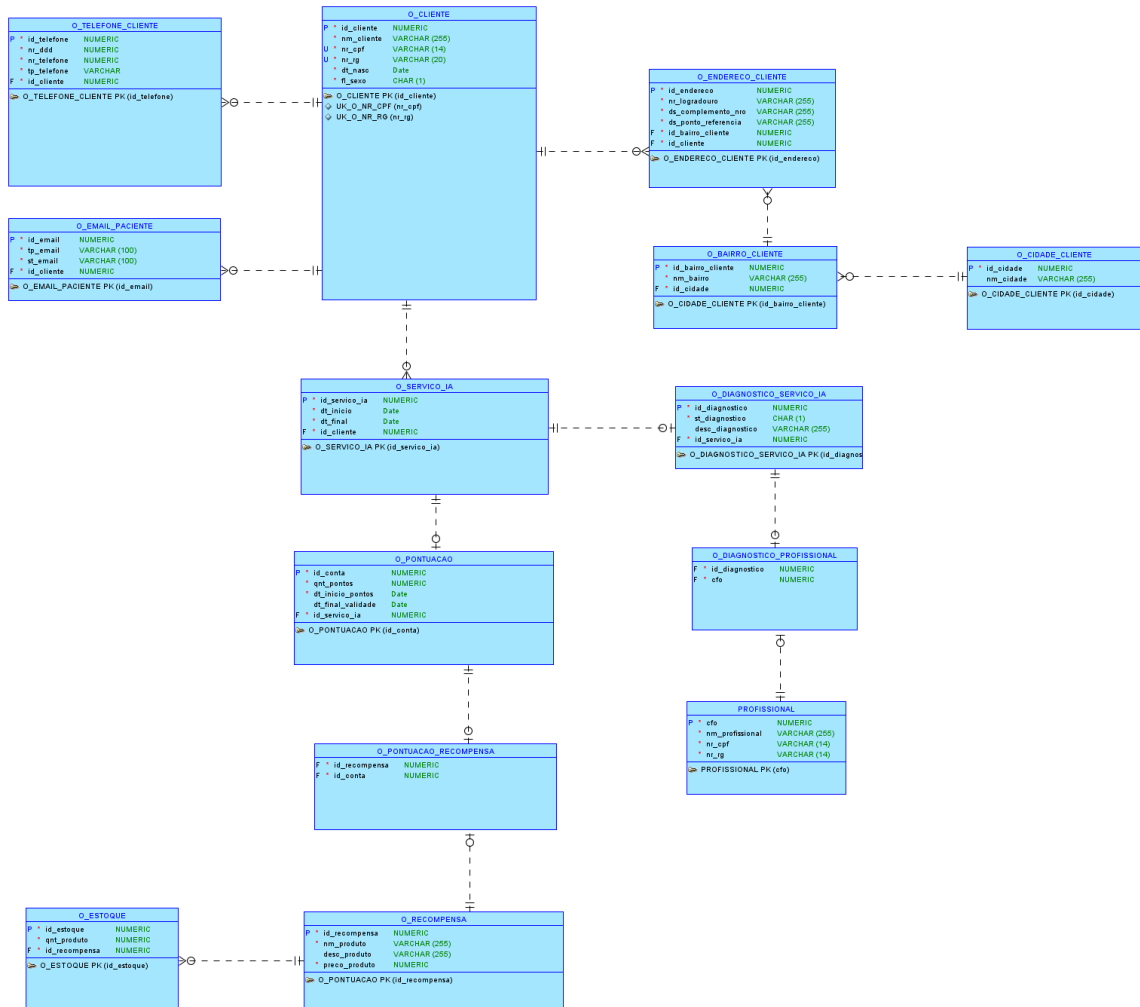 O_TELEFONE_CLIENTE
P * id_telefone NUMERIC
* nr_ddd NUMERIC
* nr_telefone NUMERIC
* tp_telefone VARCHAR
F * id_cliente NUMERIC
O_TELEFONE_CLIENTE PK (id_telefone)
O_CLIENTE
P * id_cliente NUMERIC
* nm_cliente VARCHAR (255)
U * nr_cpf VARCHAR (14)
U * nr_rg VARCHAR (20)
* dt_nasc Date
* fl_sexo CHAR (1)
O_CLIENTE PK (id_cliente)
UK_O_NR_CPF (nr_cpf)
UK_O_NR_RG (nr_rg)
O_ENDERECO_CLIENTE
P * id_endereco NUMERIC
* nr_logradouro VARCHAR (255)
* ds_complemento_nro VARCHAR (255)
* ds_ponto_referencia VARCHAR (255)
F * id_bairro_cliente NUMERIC
F * id_cliente NUMERIC
O_ENDERECO_CLIENTE PK (id_endereco)
O_EMAIL_PACIENTE
P * id_email NUMERIC
* tp_email VARCHAR (100)
* st_email VARCHAR (100)
F * id_cliente NUMERIC
O_EMAIL_PACIENTE PK (id_email)
O_BAIRRO_CLIENTE
P * id_bairro_cliente NUMERIC
* nm_bairro VARCHAR (255)
F * id_cidade NUMERIC
O_CIDADE_CLIENTE PK (id_bairro_cliente)
O_CIDADE_CLIENTE
P * id_cidade NUMERIC
nm_cidade VARCHAR (255)
O_CIDADE_CLIENTE PK (id_cidade)
O_SERVICO_IA
P * id_servico_ia NUMERIC
* dt_inicio Date
* dt_final Date
F * id_cliente NUMERIC
O_SERVICO_IA PK (id_servico_ia)
O_DIAGNOSTICO_SERVICO_IA
P * id_diagnostico NUMERIC
* st_diagnostico CHAR (1)
desc_diagnostico VARCHAR (255)
F * id_servico_ia NUMERIC
O_DIAGNOSTICO_SERVICO_IA PK (id_diagnos
O_PONTUACAO
P * id_conta NUMERIC
* qnt_pontos NUMERIC
* dt_inicio_pontos Date
dt_final_validade Date
F * id_servico_ia NUMERIC
O_PONTUACAO PK (id_conta)
O_DIAGNOSTICO_PROFISSIONAL
F * id_diagnostico NUMERIC
F * cfo NUMERIC
PROFISSIONAL
P * cfo NUMERIC
* nm_profissional VARCHAR (255)
* nr_cpf VARCHAR (14)
* nr_rg VARCHAR (14)
PROFISSIONAL PK (cfo)
O_PONTUACAO_RECOMPENSA
F * id_recompensa NUMERIC
F * id_conta NUMERIC
O_ESTOQUE
P * id_estoque NUMERIC
* qnt_produto NUMERIC
F * id_recompensa NUMERIC
O_ESTOQUE PK (id_estoque)
O_RECOMPENSA
P * id_recompensa NUMERIC
* nm_produto VARCHAR (255)
desc_produto VARCHAR (255)
* preco_produto NUMERIC
O_PONTUACAO PK (id_recompensa)